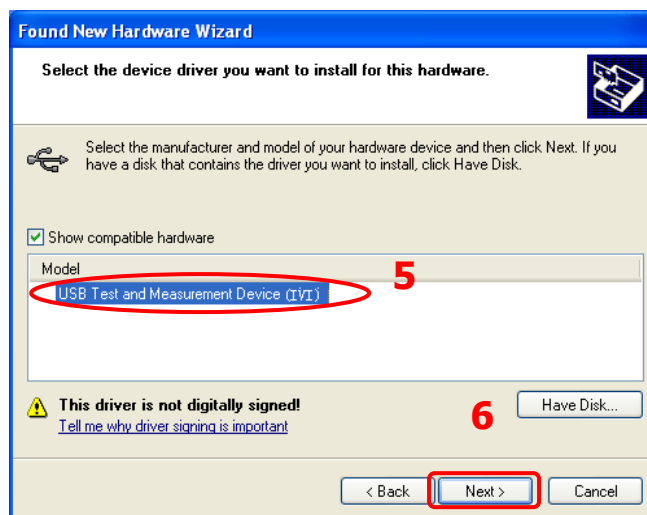 Found New Hardware Wizard
Select the device driver you want to install for this hardware.
Select the manufacturer and model of your hardware device and then click Next. If you
have a disk that contains the driver you want to install, click Have Disk.
Show compatible hardware
Model
USB Test and Measurement Device (IVI)
5
This driver is not digitally signed!
Tell me why driver signing is important
6
Have Disk...
< Back
Next >
Cancel